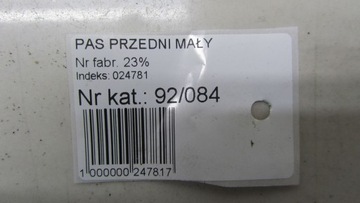 PAS PRZEDNI MAŁY
Nr fabr. 23%
Indeks: 024781
Nr kat.: 92/084
1 000000 247817